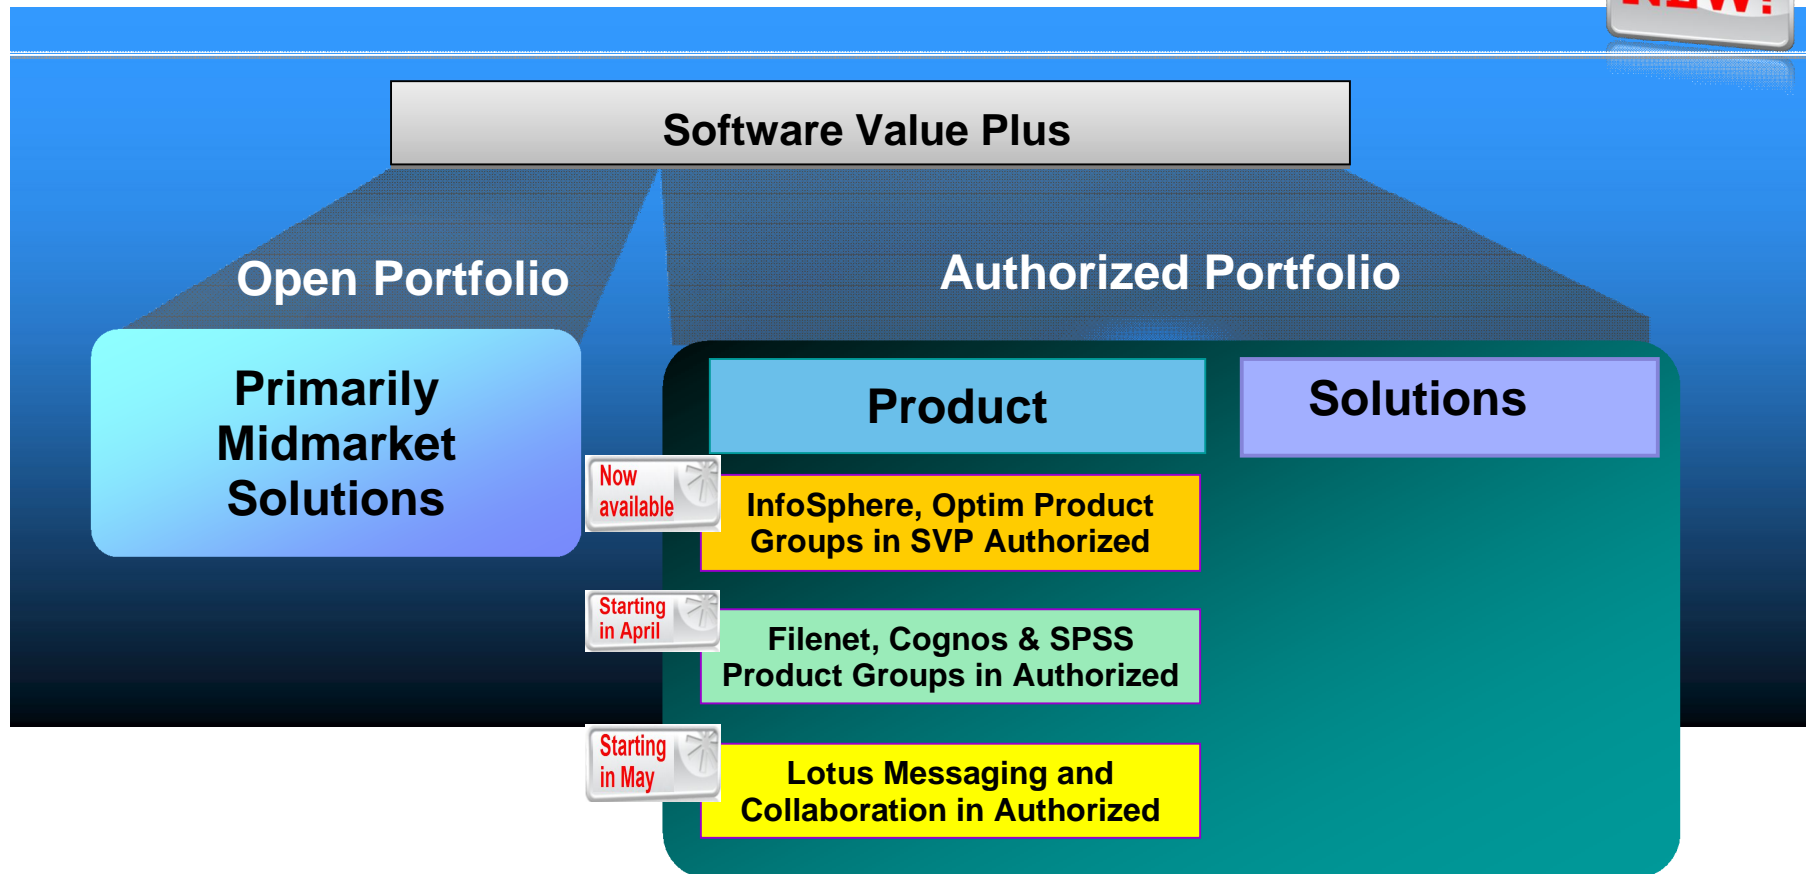 NEW!
Software Value Plus
Open Portfolio
Authorized Portfolio
Primarily
Midmarket
Solutions
Product
Solutions
Now
available
InfoSphere, Optim Product
Groups in SVP Authorized
Starting
in April
Filenet, Cognos & SPSS
Product Groups in Authorized
Starting
in May
Lotus Messaging and
Collaboration in Authorized